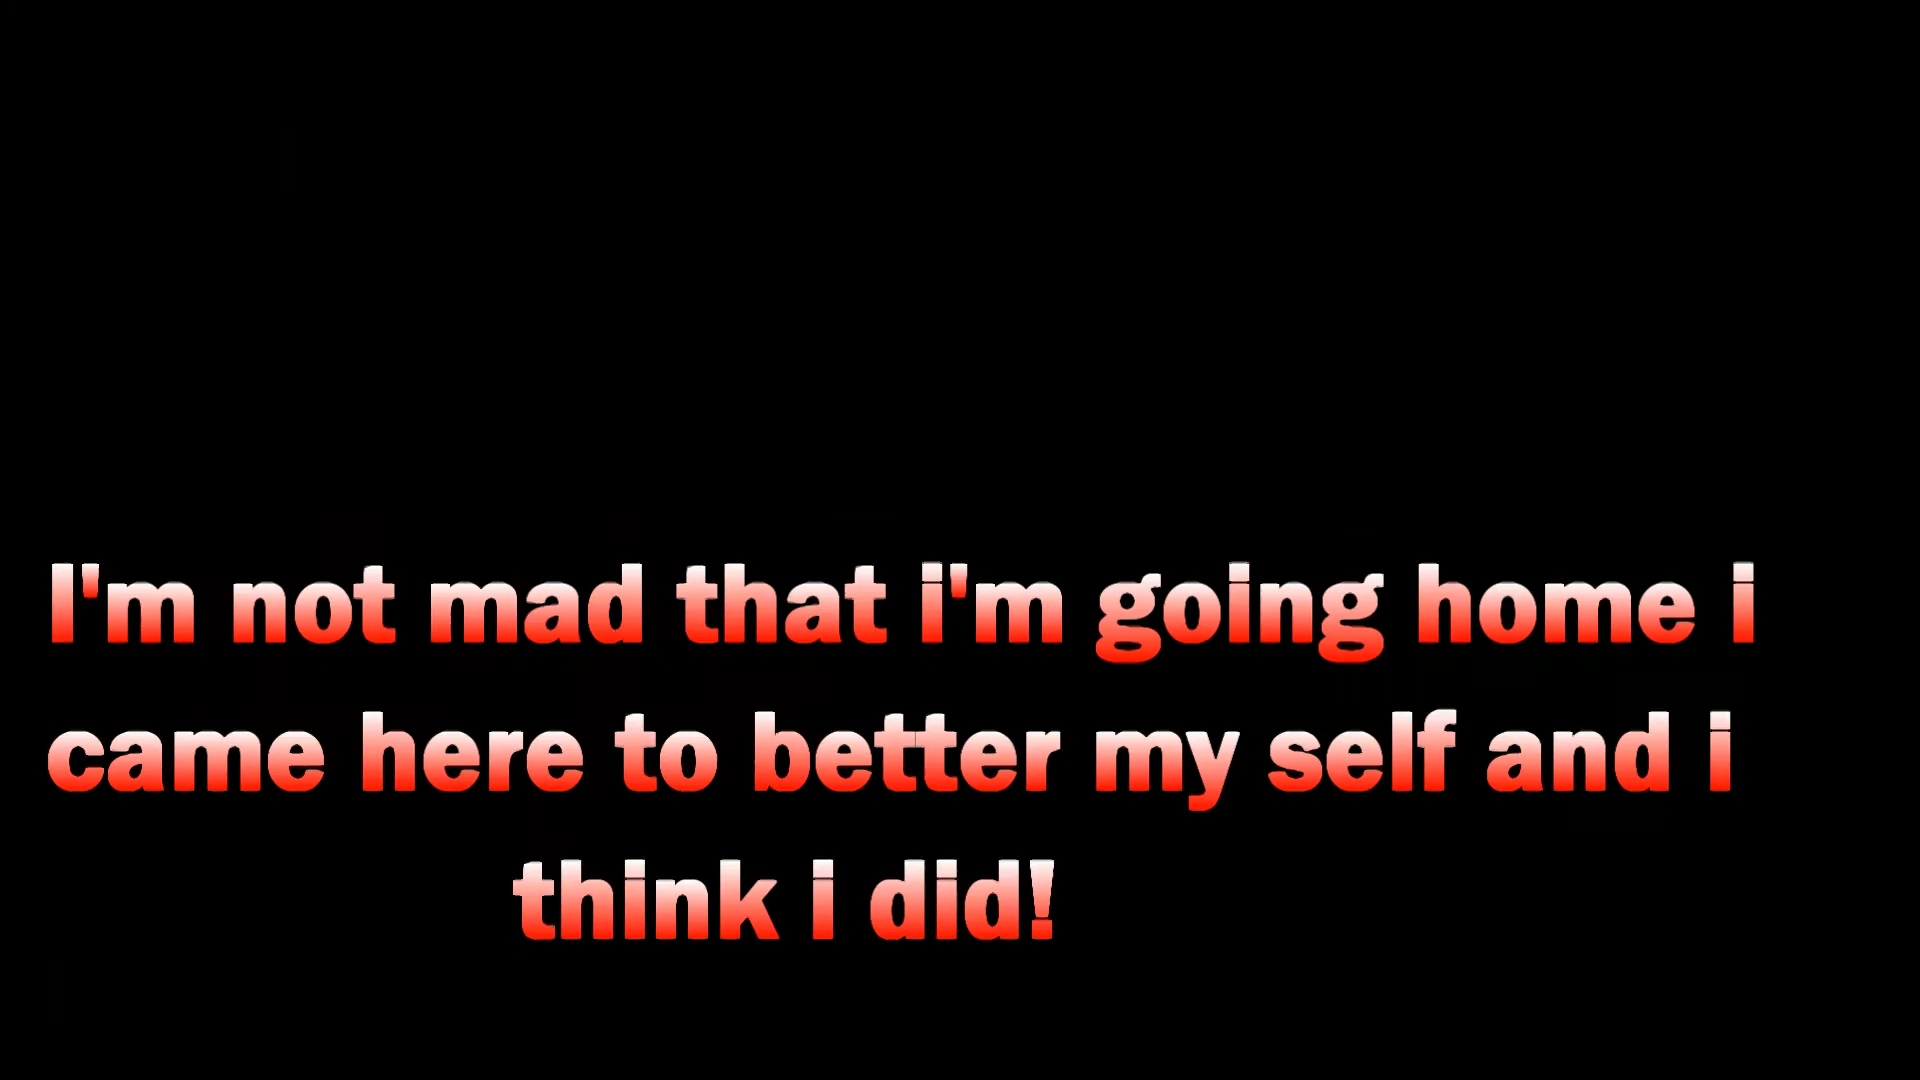 I'm not mad that i'm going home i
came here to better my self and i
think i did!